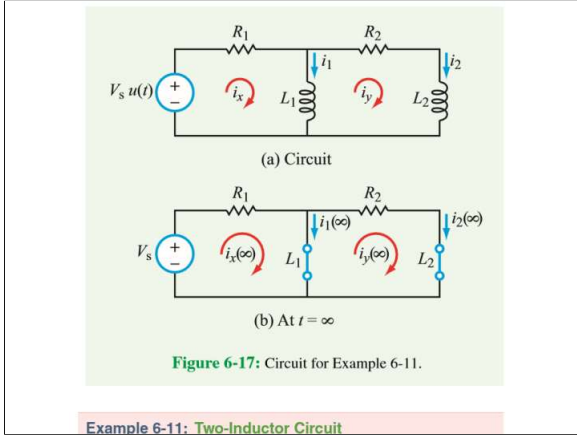 R1 R2
i1 i2
Vs u(t) + − ix L1 iy L2
(a) Circuit
R1 R2
i1(∞) i2(∞)
Vs + − ix(∞) L1 iy(∞) L2
(b) At t = ∞
Figure 6-17: Circuit for Example 6-11.
Example 6-11: Two-Inductor Circuit